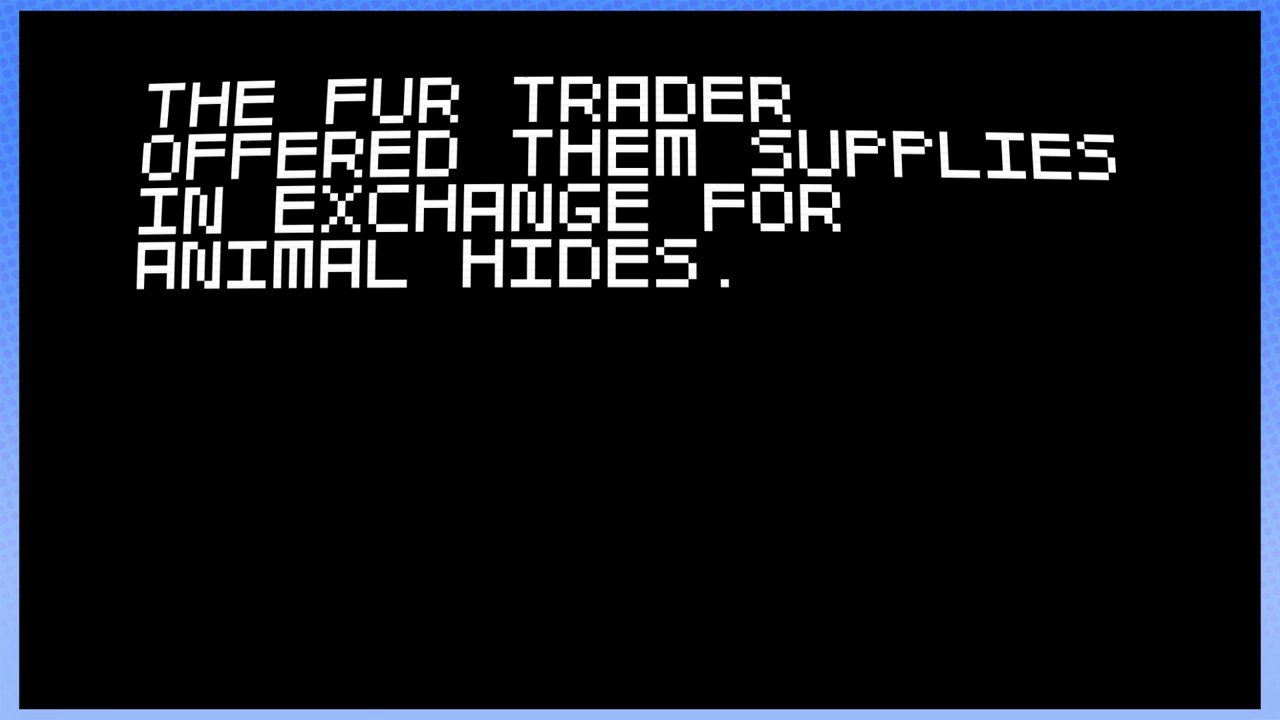 THE FUR TRADER
OFFERED THEM SUPPLIES
IN EXCHANGE FOR
ANIMAL HIDES.